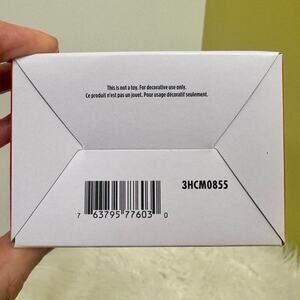 This is not a toy. For decorative use only.
Ce produit n'est pas un jouet. Pour usage décoratif seulement.
3HCM0855
7 63795 77603 0